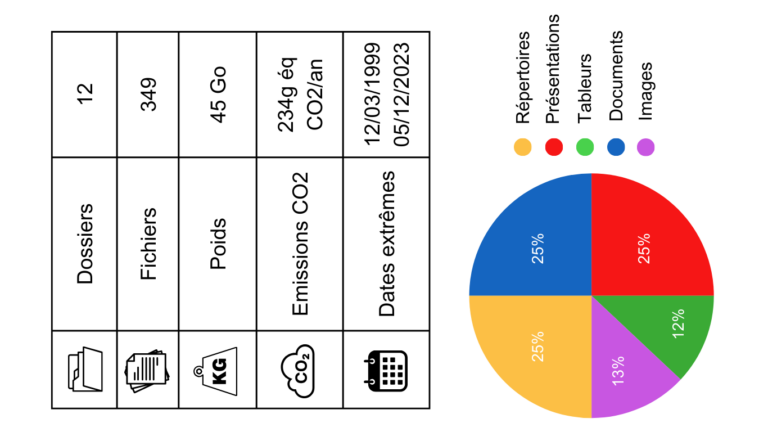 Dossiers
12
Fichiers
349
KG
Poids
45 Go
CO2
Emissions CO2
234g éq
CO2/an
Dates extrêmes
12/03/1999
05/12/2023
Répertoires
Présentations
Tableurs
Documents
Images
25%
25%
12%
13%
25%